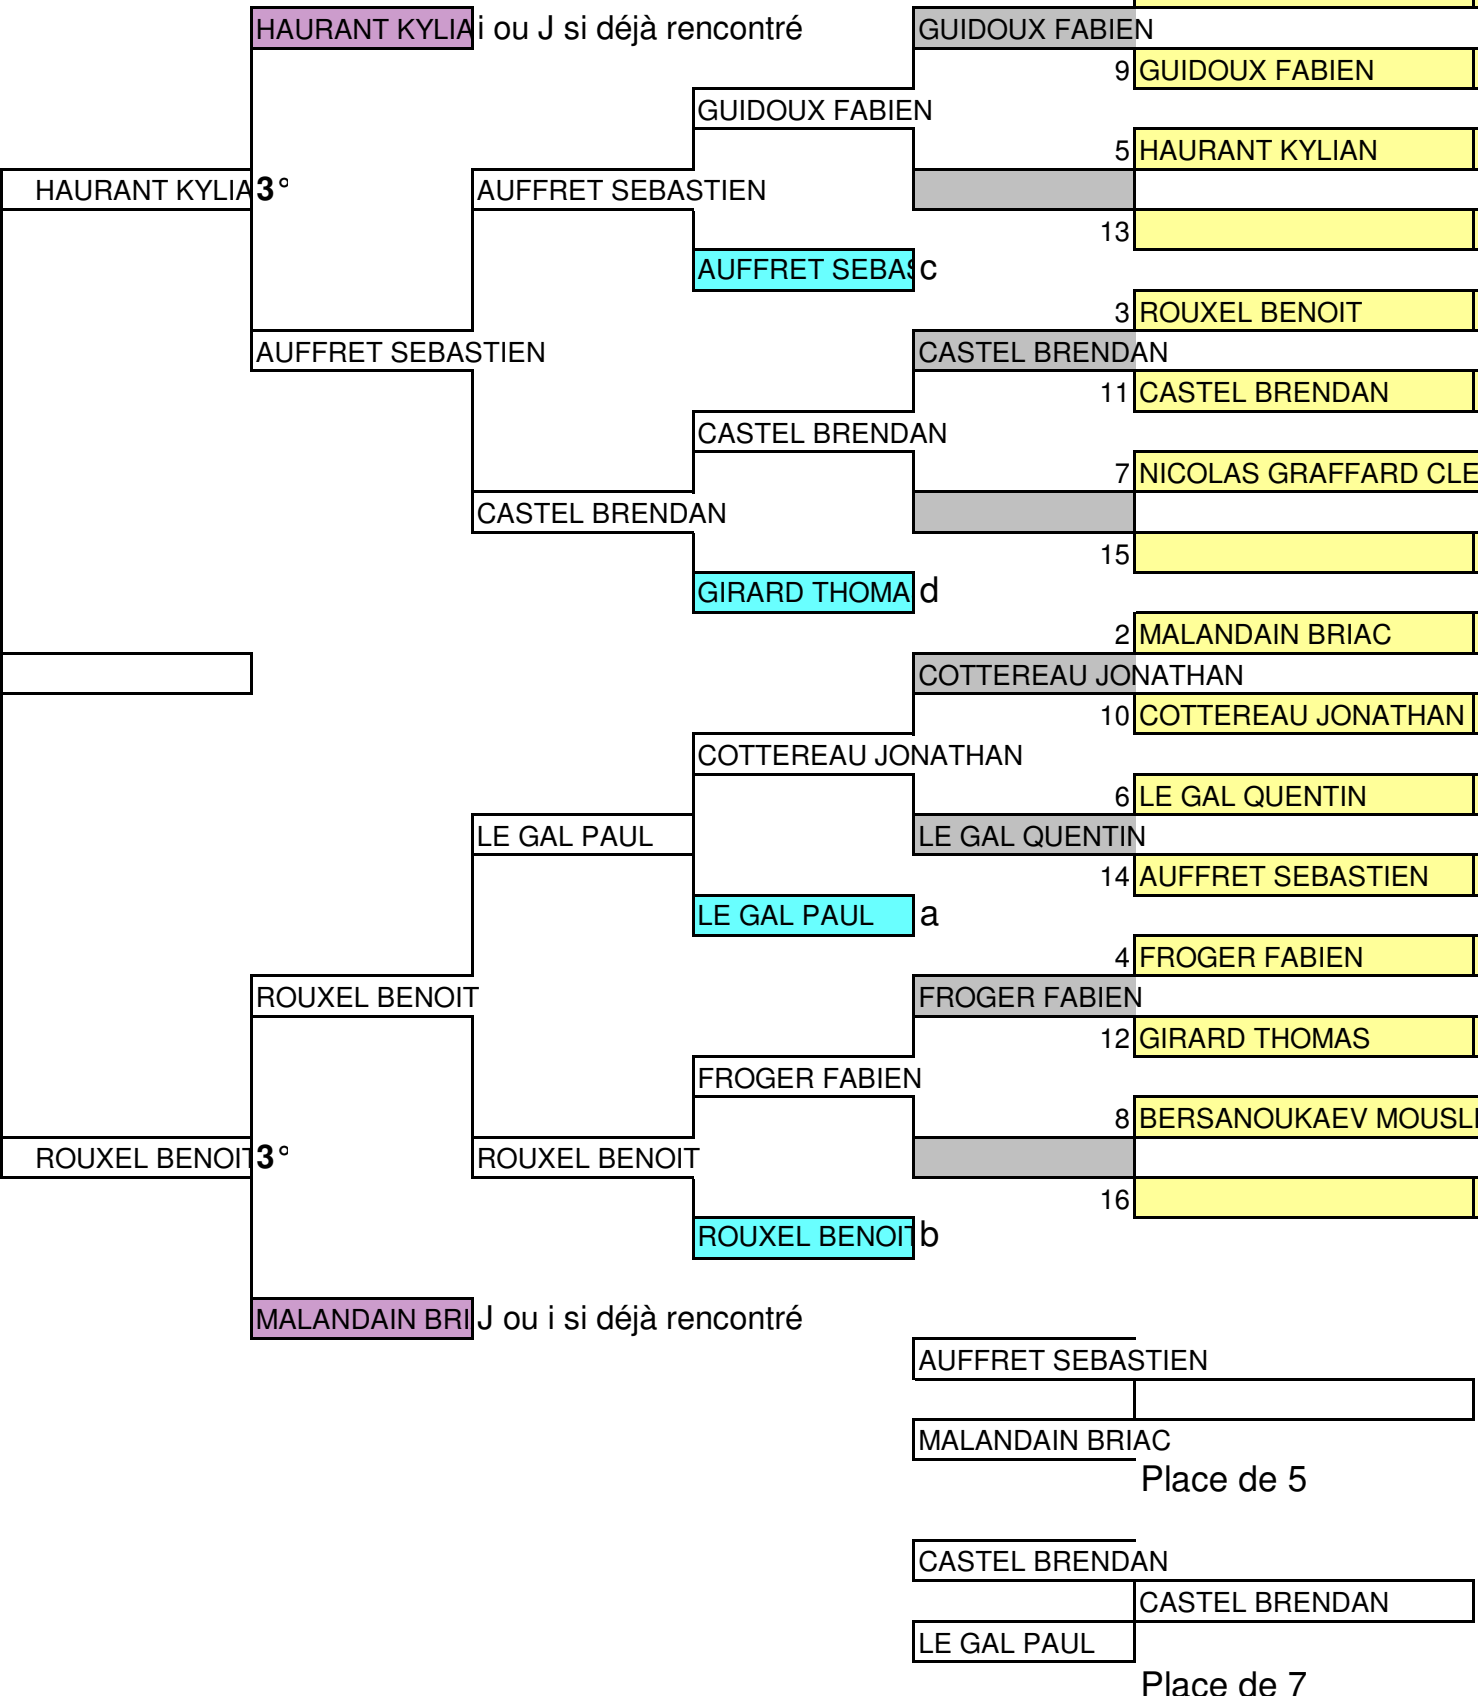 HAURANT KYLIA i ou J si déjà rencontré GUIDOUX FABIEN
9 GUIDOUX FABIEN
GUIDOUX FABIEN
5 HAURANT KYLIAN
HAURANT KYLIA 3° AUFFRET SEBASTIEN
13
AUFFRET SEBAS c
3 ROUXEL BENOIT
AUFFRET SEBASTIEN CASTEL BRENDAN
11 CASTEL BRENDAN
CASTEL BRENDAN
7 NICOLAS GRAFFARD CLE
CASTEL BRENDAN
15
GIRARD THOMA d
2 MALANDAIN BRIAC
COTTEREAU JONATHAN
10 COTTEREAU JONATHAN
COTTEREAU JONATHAN
6 LE GAL QUENTIN
LE GAL PAUL LE GAL QUENTIN
14 AUFFRET SEBASTIEN
LE GAL PAUL a
4 FROGER FABIEN
ROUXEL BENOIT FROGER FABIEN
12 GIRARD THOMAS
FROGER FABIEN
8 BERSANOUKAEV MOUSLI
ROUXEL BENOIT 3° ROUXEL BENOIT
16
ROUXEL BENOIT b
MALANDAIN BRI J ou i si déjà rencontré
AUFFRET SEBASTIEN
MALANDAIN BRIAC
Place de 5
CASTEL BRENDAN
CASTEL BRENDAN
LE GAL PAUL
Place de 7